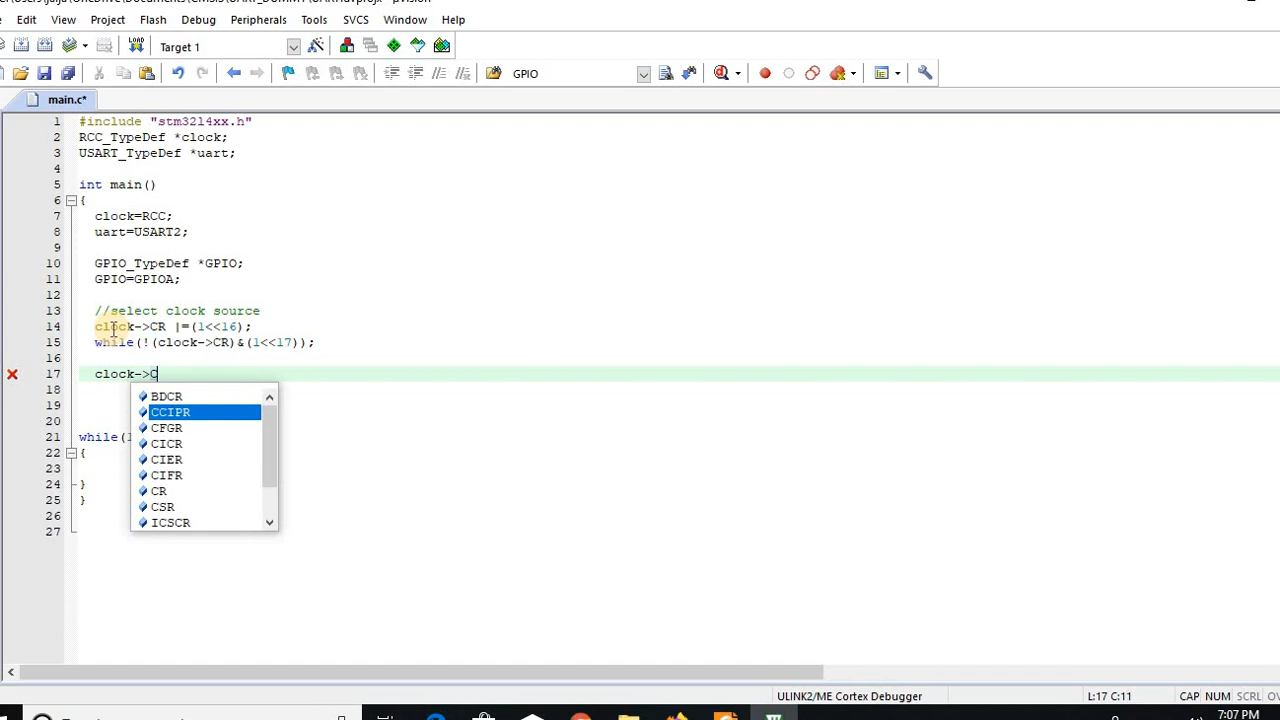 Edit View Project Flash Debug Peripherals Tools SVCS Window Help
LOAD Target 1
GPIO
main.c*
1 #include "stm32l4xx.h"
2 RCC_TypeDef *clock;
3 USART_TypeDef *uart;
4
5 int main()
6 {
7 clock=RCC;
8 uart=USART2;
9
10 GPIO_TypeDef *GPIO;
11 GPIO=GPIOA;
12
13 //select clock source
14 clock->CR |=(1<<16);
15 while(!(clock->CR)&(1<<17));
16
17 clock->C
18
BDCR
19
CCIPR
20
CFGR
21 while(1
CICR
22 {
CIER
23
CIFR
24 }
CR
25 }
CSR
26
ICSCR
27
ULINK2/ME Cortex Debugger L:17 C:11 CAP NUM SCRL
7:07 PM